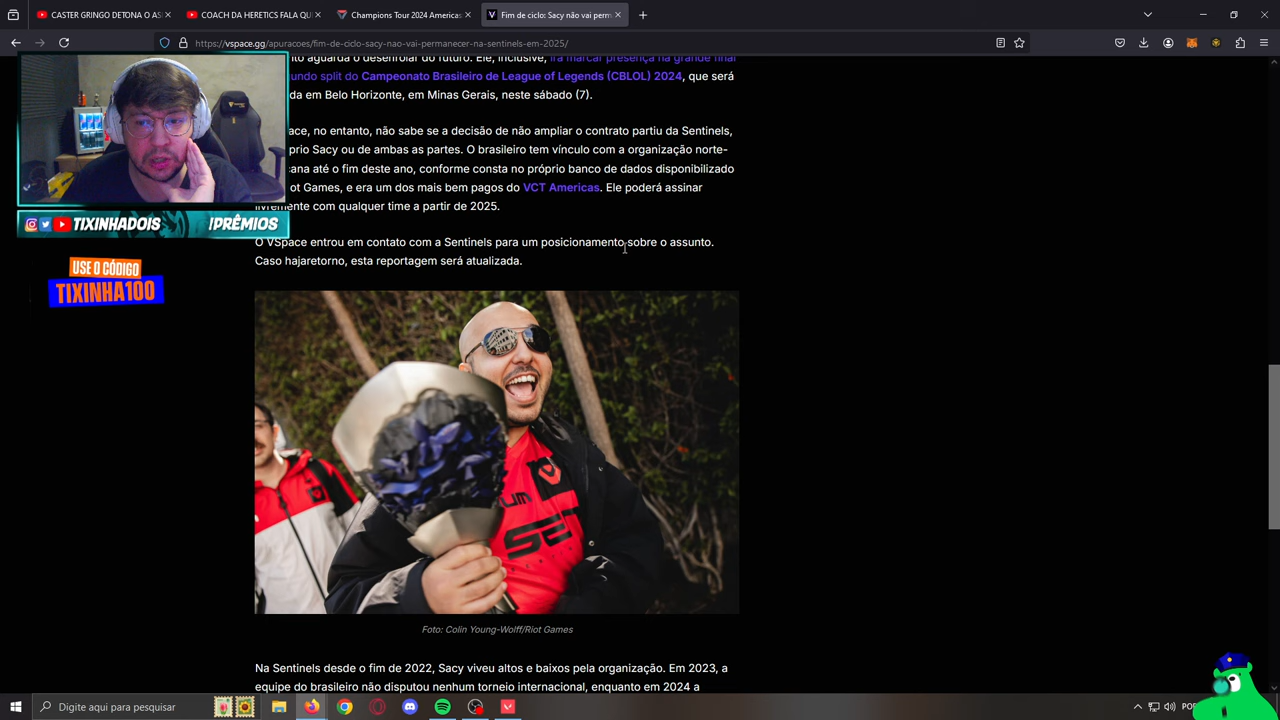 CASTER GRINGO DETONA O AS
COACH DA HERETICS FALA QU
Champions Tour 2024 Americas
Fim de ciclo: Sacy não vai perm
https://vspace.gg/apuracoes/fim-de-ciclo-sacy-nao-vai-permanecer-na-sentinels-em-2025/
aguarda o desenrolar do futuro. Ele, inclusive, irá marcar presença na grande final
undo split do Campeonato Brasileiro de League of Legends (CBLOL) 2024, que será
da em Belo Horizonte, em Minas Gerais, neste sábado (7).
ace, no entanto, não sabe se a decisão de não ampliar o contrato partiu da Sentinels,
prio Sacy ou de ambas as partes. O brasileiro tem vínculo com a organização norte-
cana até o fim deste ano, conforme consta no próprio banco de dados disponibilizado
ot Games, e era um dos mais bem pagos do VCT Americas. Ele poderá assinar
livremente com qualquer time a partir de 2025.
TIXINHADOIS !PRÊMIOS
O VSpace entrou em contato com a Sentinels para um posicionamento sobre o assunto.
Caso hajaretorno, esta reportagem será atualizada.
USE O CÓDIGO
TIXINHA100
Foto: Colin Young-Wolff/Riot Games
Na Sentinels desde o fim de 2022, Sacy viveu altos e baixos pela organização. Em 2023, a
equipe do brasileiro não disputou nenhum torneio internacional, enquanto em 2024 a
Digite aqui para pesquisar